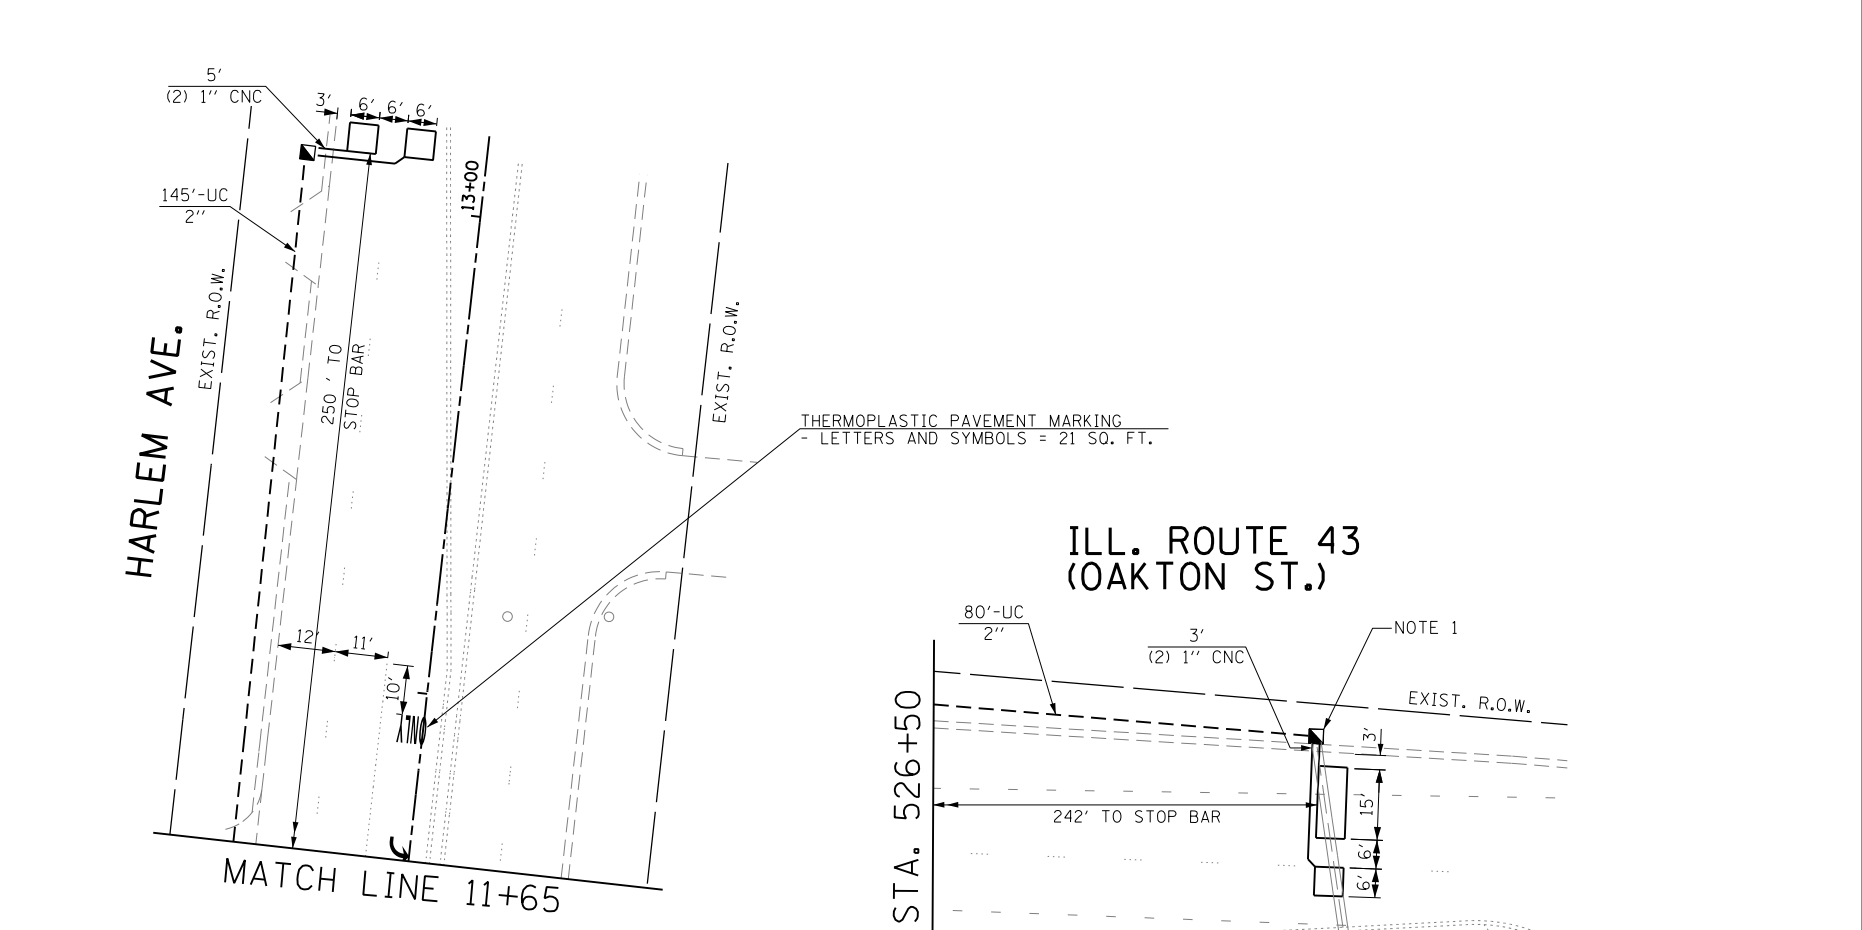 5'
(2) 1'' CNC
3'
6'
6'
6'
145'-UC
2''
13+00
EXIST. R.O.W.
HARLEM AVE.
250 ' TO
STOP BAR
EXIST. R.O.W.
THERMOPLASTIC PAVEMENT MARKING
- LETTERS AND SYMBOLS = 21 SQ. FT.
12'
11'
10'
ONLY
MATCH LINE 11+65
ILL. ROUTE 43
(OAKTON ST.)
80'-UC
2''
3'
(2) 1'' CNC
NOTE 1
EXIST. R.O.W.
STA. 526+50
3'
242' TO STOP BAR
15'
6'
6'